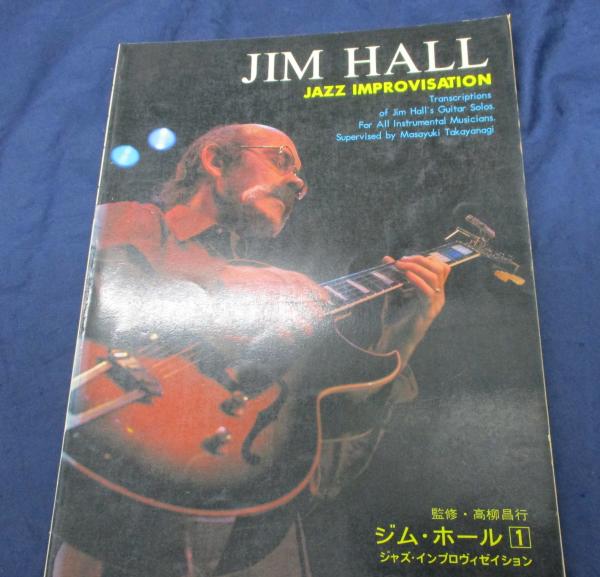 JIM HALL
JAZZ IMPROVISATION
Transcriptions
of Jim Hall's Guitar Solos.
For All Instrumental Musicians.
Supervised by Masayuki Takayanagi
監修・高柳昌行
ジム・ホール 1
ジャズ・インプロヴィゼイション